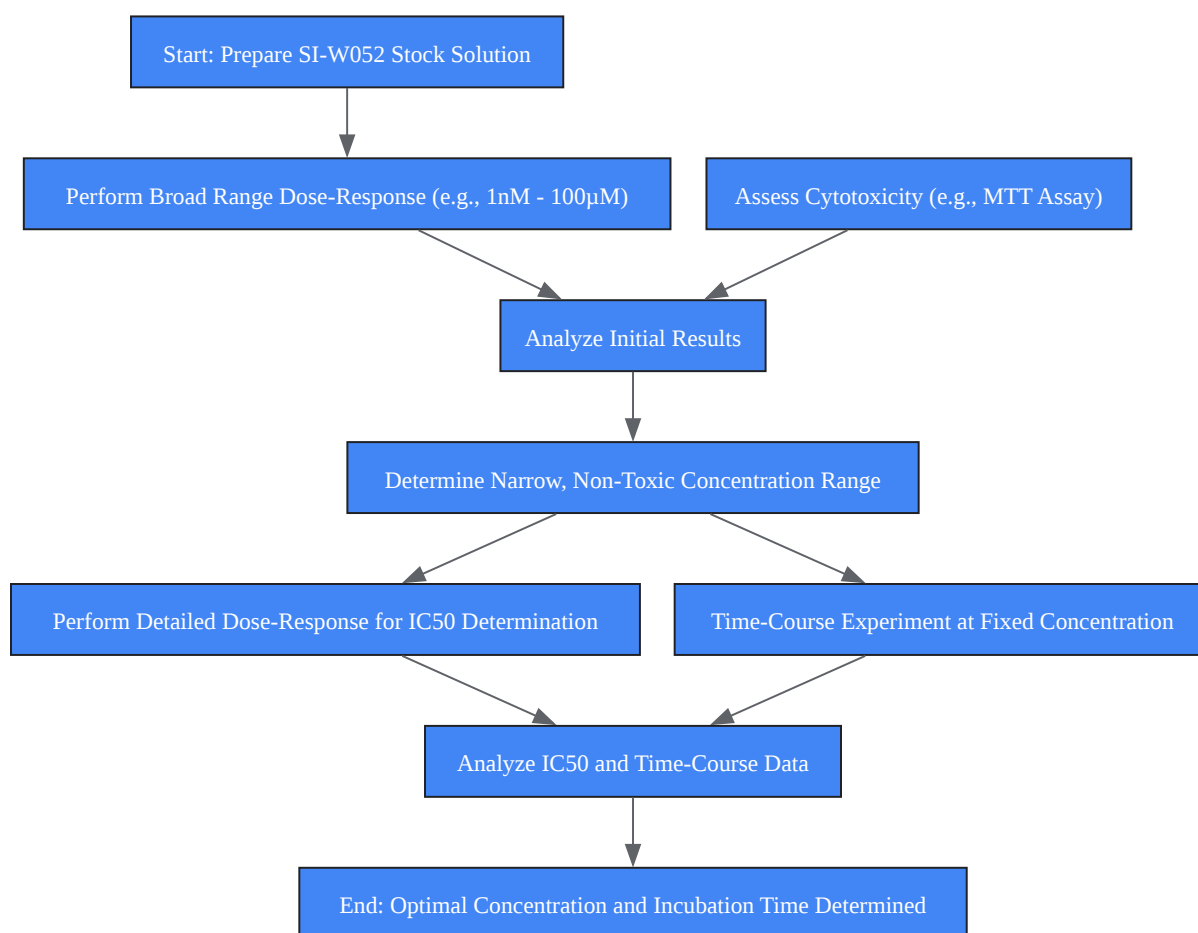 Start: Prepare SI-W052 Stock Solution
Perform Broad Range Dose-Response (e.g., 1nM - 100µM)
Assess Cytotoxicity (e.g., MTT Assay)
Analyze Initial Results
Determine Narrow, Non-Toxic Concentration Range
Perform Detailed Dose-Response for IC50 Determination
Time-Course Experiment at Fixed Concentration
Analyze IC50 and Time-Course Data
End: Optimal Concentration and Incubation Time Determined